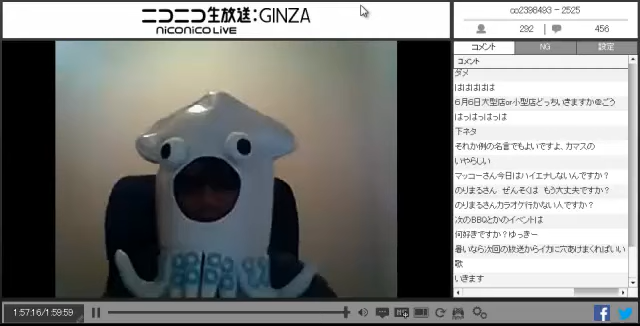 ニコニコ生放送:GINZA
niconico LIVE
co2398493 - 2525
292 456
コメント NG 設定
コメント
ダメ
ははははは
6月6日大型店or小型店どっちいきますか@ごう
はっはっはっは
下ネタ
それか例の名言でもよいですよ、カマスの
いやらしい
マッコーさん今日はハイエナしないんですか?
のりまるさん ぜんそくは もう大丈夫ですか?
のりまるさんカラオケ行かない人ですか?
次のBBQとかのイベントは
何好きですか?ゆっきー
暑いなら次回の放送からイカに穴あけまくればいい
歌
いきます
1:57:16/1:59:59